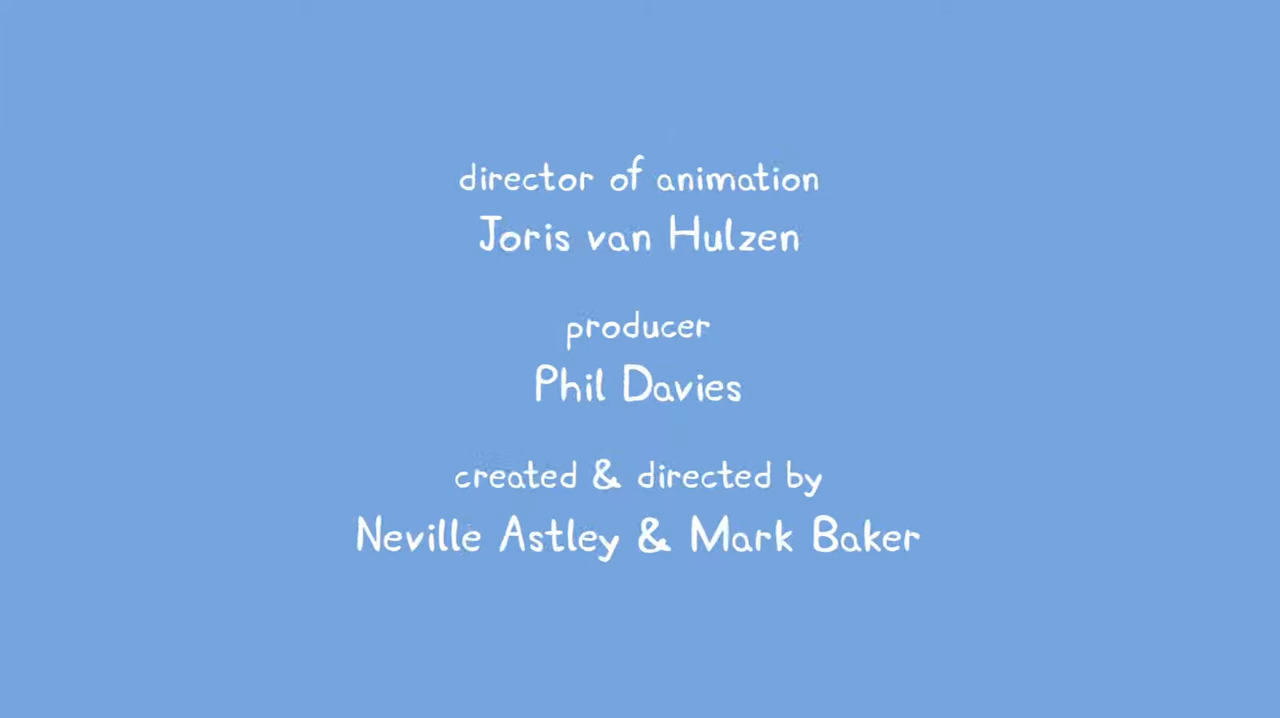 director of animation
Joris van Hulzen
producer
Phil Davies
created & directed by
Neville Astley & Mark Baker